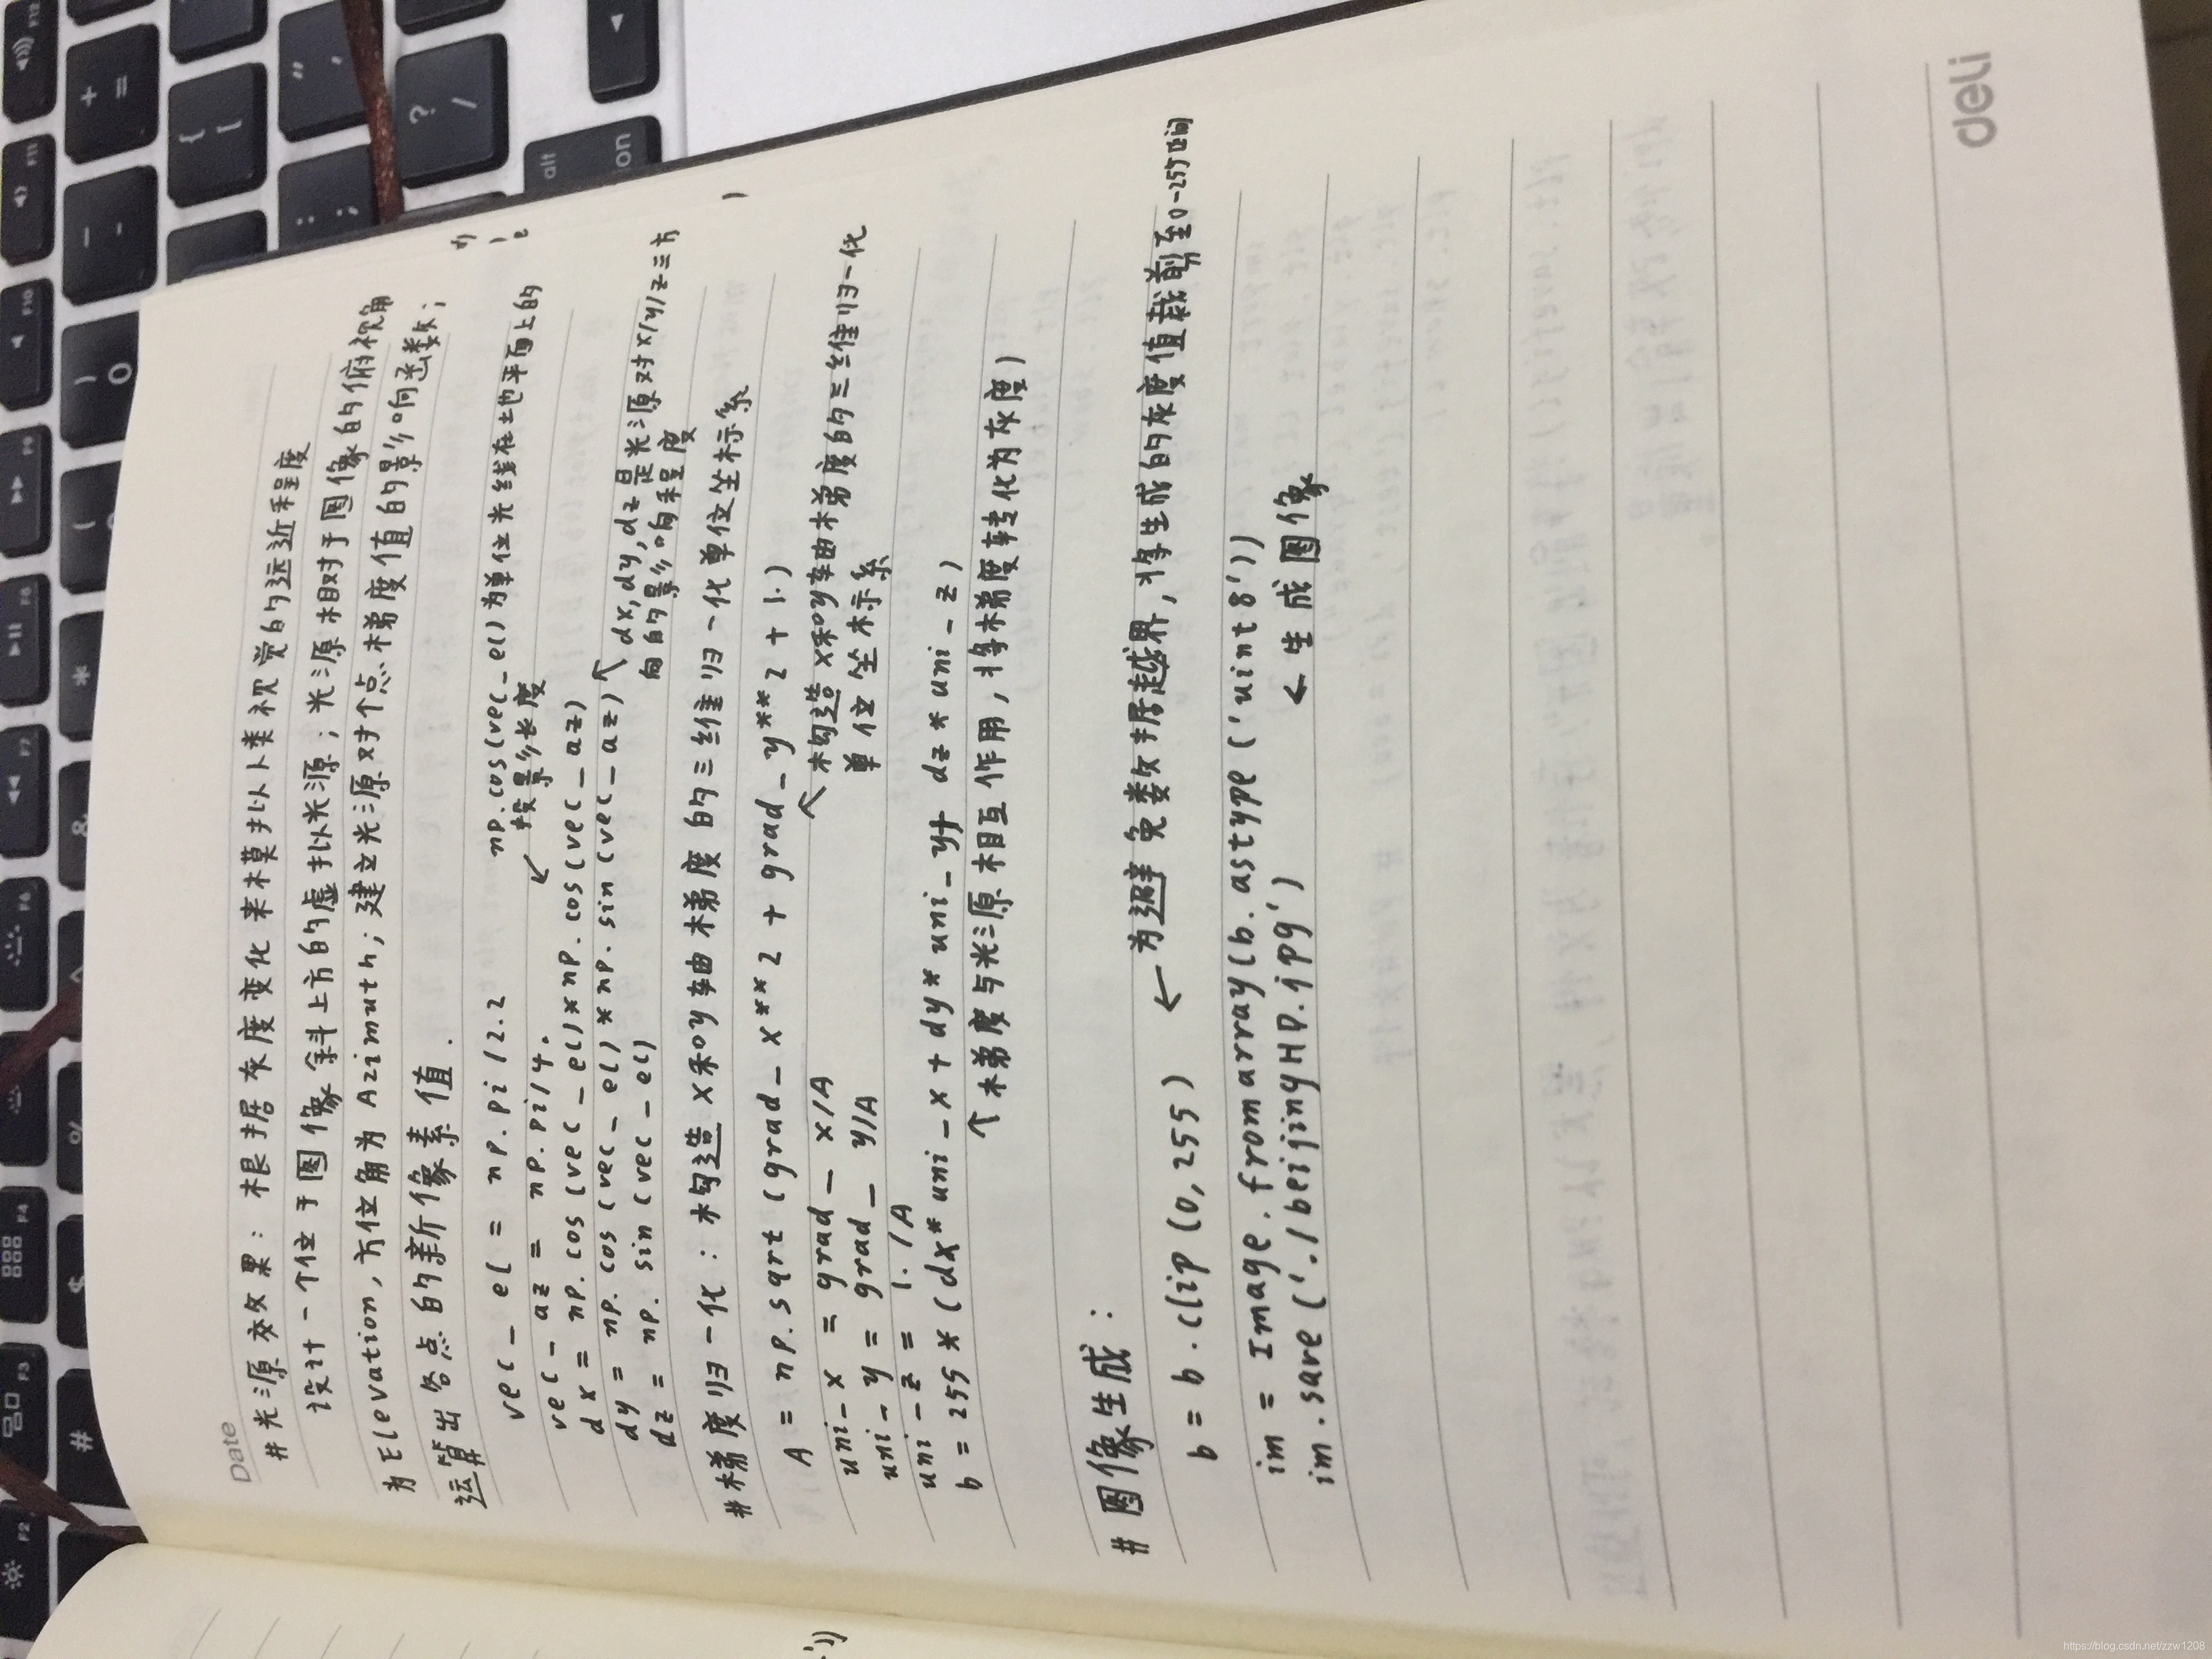 Date
#光源效果：根据灰度变化来模拟人类视觉的远近程度
设计一个位于图像斜上方的虚拟光源；光源相对于图像的俯视角
为Elevation,方位角为Azimuth;建立光源对个点梯度值的影响函数；
运算出各点的新像素值.
vec_el = np.pi/2.2
np.cos(vec_el)为单位光线在地平面上的
投影长度
vec_az = np.pi/4.
dx = np.cos(vec_el)*np.cos(vec_az)
dy = np.cos(vec_el)*np.sin(vec_az)
dx,dy,dz是光源对x/y/z三方
向的影响程度
dz = np.sin(vec_el)
#梯度归一化：构造x和y轴梯度的三维归一化单位坐标系
A = np.sqrt(grad_x**2 + grad_y**2 + 1.)
↑构造x和y轴梯度的三维归一化
单位坐标系
uni_x = grad_x/A
uni_y = grad_y/A
uni_z = 1./A
b = 255*(dx*uni_x + dy*uni_y+ dz*uni_z)
↑梯度与光源相互作用,将梯度转化为灰度)
#图像生成：
b = b.clip(0,255) ←为避免数据越界,将生成的灰度值裁剪至0-255区间
im = Image.fromarray(b.astype('uint8'))
←生成图像
im.save('./beijingHD.jpg')
deli
F2
F3
F4
F5
F6
F7
F8
F9
F10
F11
F12
alt
https://blog.csdn.net/zzw1208